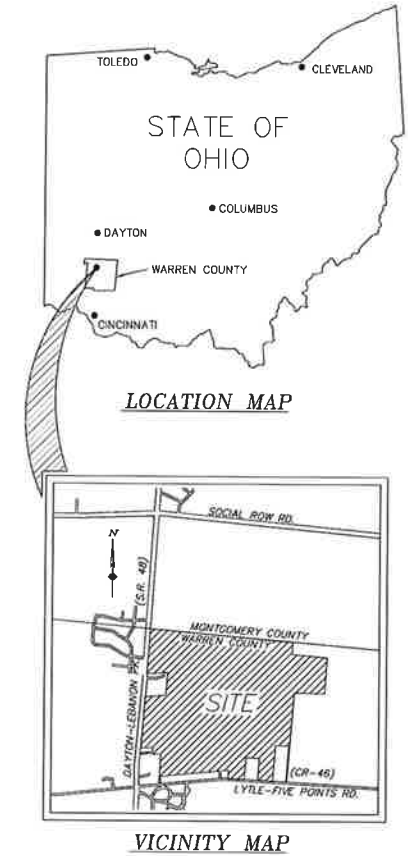 TOLEDO
CLEVELAND
STATE OF
OHIO
COLUMBUS
DAYTON
WARREN COUNTY
CINCINNATI
LOCATION MAP
SOCIAL ROW RD.
N
(S.R. 48)
MONTGOMERY COUNTY
WARREN COUNTY
DAYTON-LEBANON PK
SITE
(CR-46)
LYTLE-FIVE POINTS RD.
VICINITY MAP